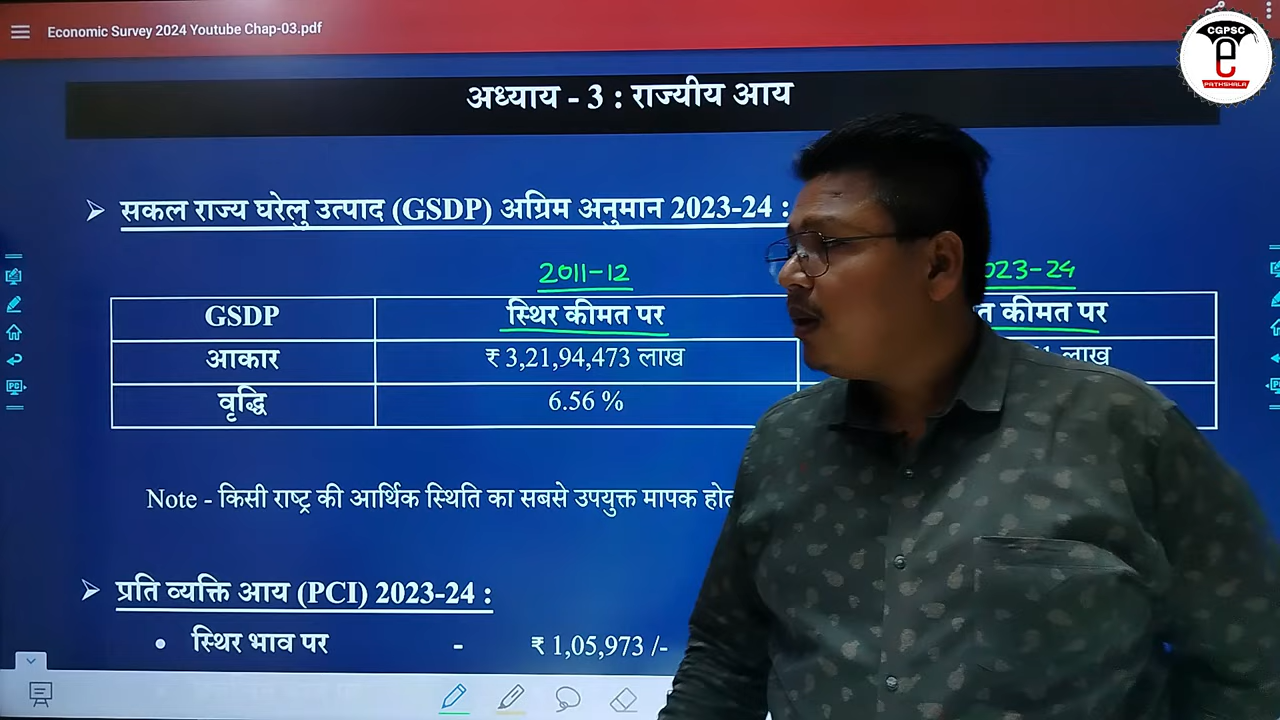 Economic Survey 2024 Youtube Chap-03.pdf
CGPSC
e
PATHSHALA
अध्याय - 3 : राज्यीय आय
सकल राज्य घरेलु उत्पाद (GSDP) अग्रिम अनुमान 2023-24 :
2011-12
23-24
GSDP स्थिर कीमत पर कीमत पर
आकार ₹ 3,21,94,473 लाख लाख
वृद्धि 6.56 %
Note - किसी राष्ट्र की आर्थिक स्थिति का सबसे उपयुक्त मापक
प्रति व्यक्ति आय (PCI) 2023-24 :
• स्थिर भाव पर - ₹ 1,05,973 /-